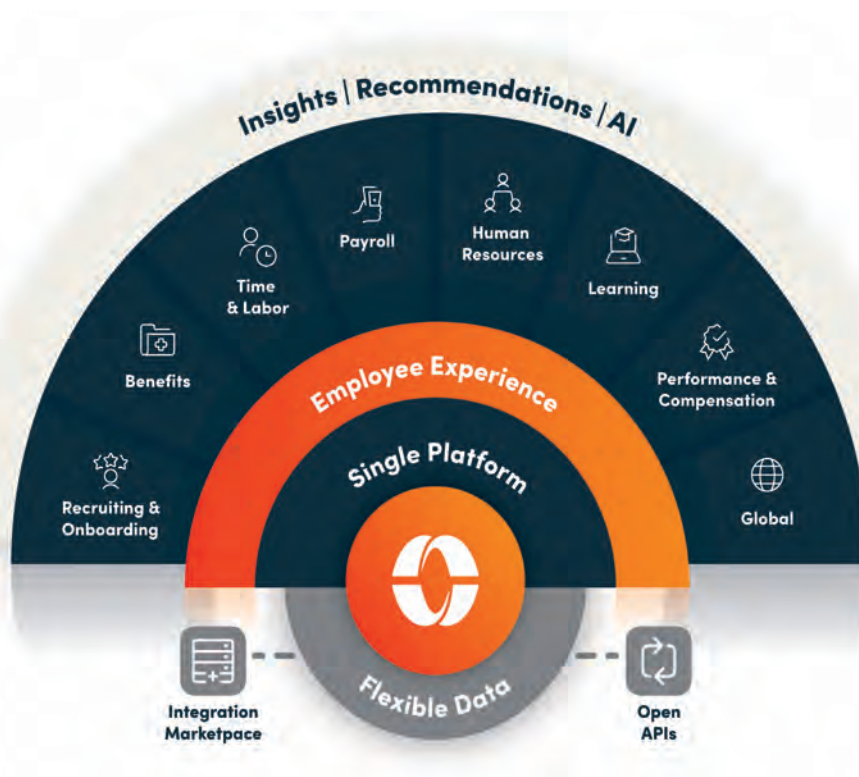 Insights | Recommendations | AI
Recruiting &
Onboarding
Benefits
Time
& Labor
Payroll
Human
Resources
Learning
Performance &
Compensation
Global
Employee Experience
Single Platform
Flexible Data
Integration
Marketpace
Open
APIs